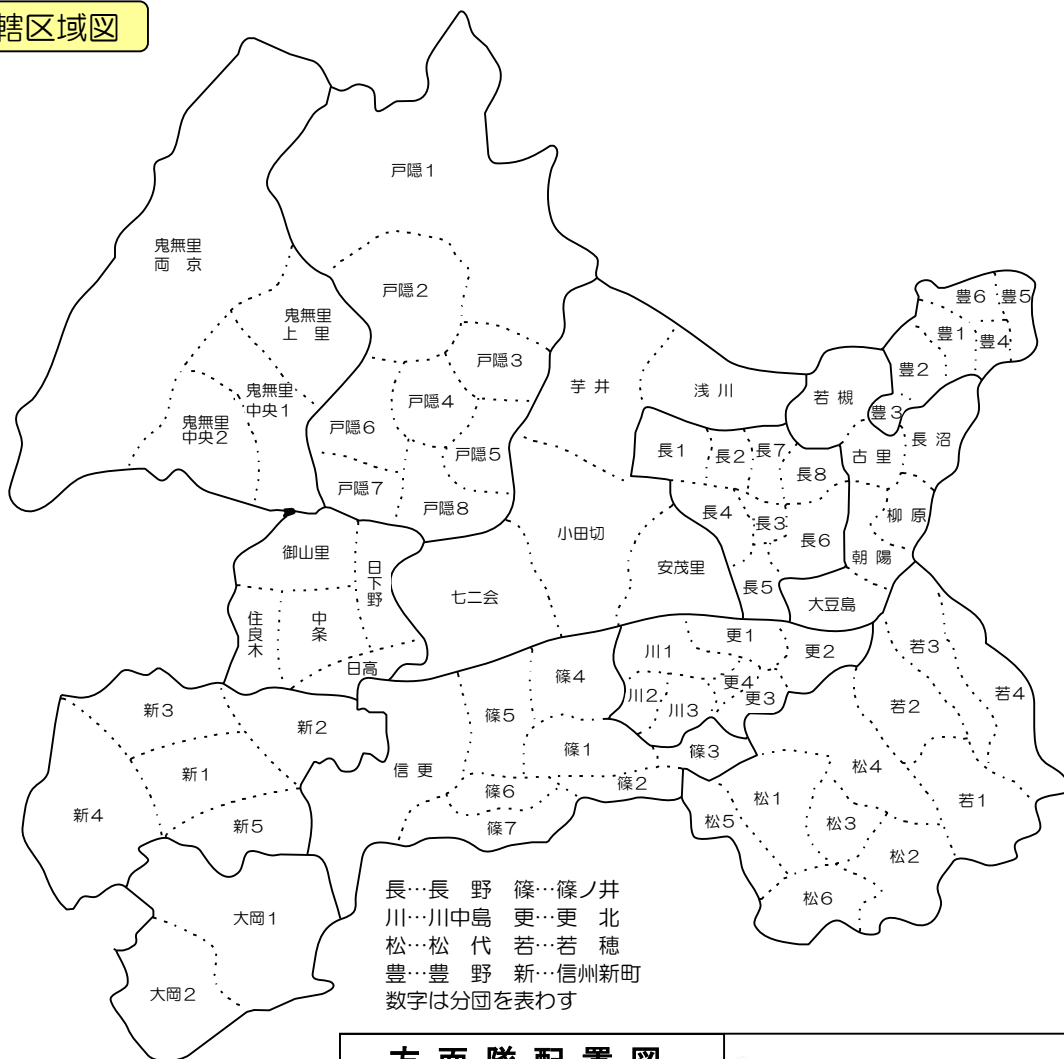 轄区域図
戸隠1
鬼無里
両　京
戸隠2
鬼無里
上　里
豊6
豊5
豊1
豊4
戸隠3
豊2
芋 井
浅 川
若 槻
鬼無里
中央1
戸隠4
豊3
鬼無里
中央2
戸隠6
長 沼
戸隠5
長1
長2
長7
古 里
長8
戸隠7
戸隠8
長4
長3
柳 原
小田切
長6
御山里
朝 陽
安茂里
日下野
長5
七二会
大豆島
住良木
中条
川1
更1
更2
若3
日高
篠4
更4
川2
更3
若4
新3
川3
若2
篠5
新2
篠1
篠3
信 更
新1
松4
篠2
篠6
松1
若1
新4
新5
篠7
松5
松3
松2
松6
大岡1
大岡2
長…長　野　篠…篠ノ井
川…川中島　更…更　北
松…松　代　若…若　穂
豊…豊　野　新…信州新町
数字は分団を表わす
方 面 隊 配 置 図